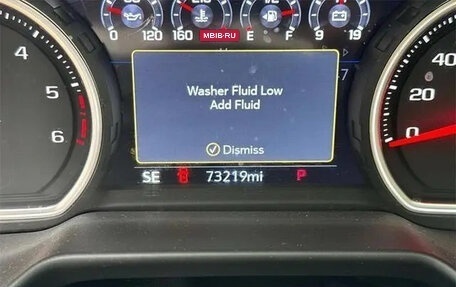 MBIB·RU
0 120 160 E F 9 19
Washer Fluid Low
Add Fluid
Dismiss
4
5
6
40
20
0
SE 73219mi P